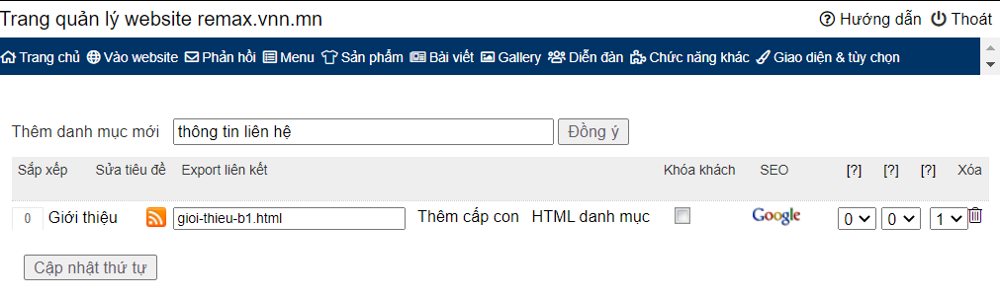 Trang quản lý website remax.vnn.mn Hướng dẫn Thoát
Trang chủ Vào website Phản hồi Menu Sản phẩm Bài viết Gallery Diễn đàn Chức năng khác Giao diện & tùy chọn
Thêm danh mục mới thông tin liên hệ Đồng ý
Sắp xếp Sửa tiêu đề Export liên kết Khóa khách SEO [?] [?] [?] Xóa
0 Giới thiệu gioi-thieu-b1.html Thêm cấp con HTML danh mục Google 0 0 1
Cập nhật thứ tự